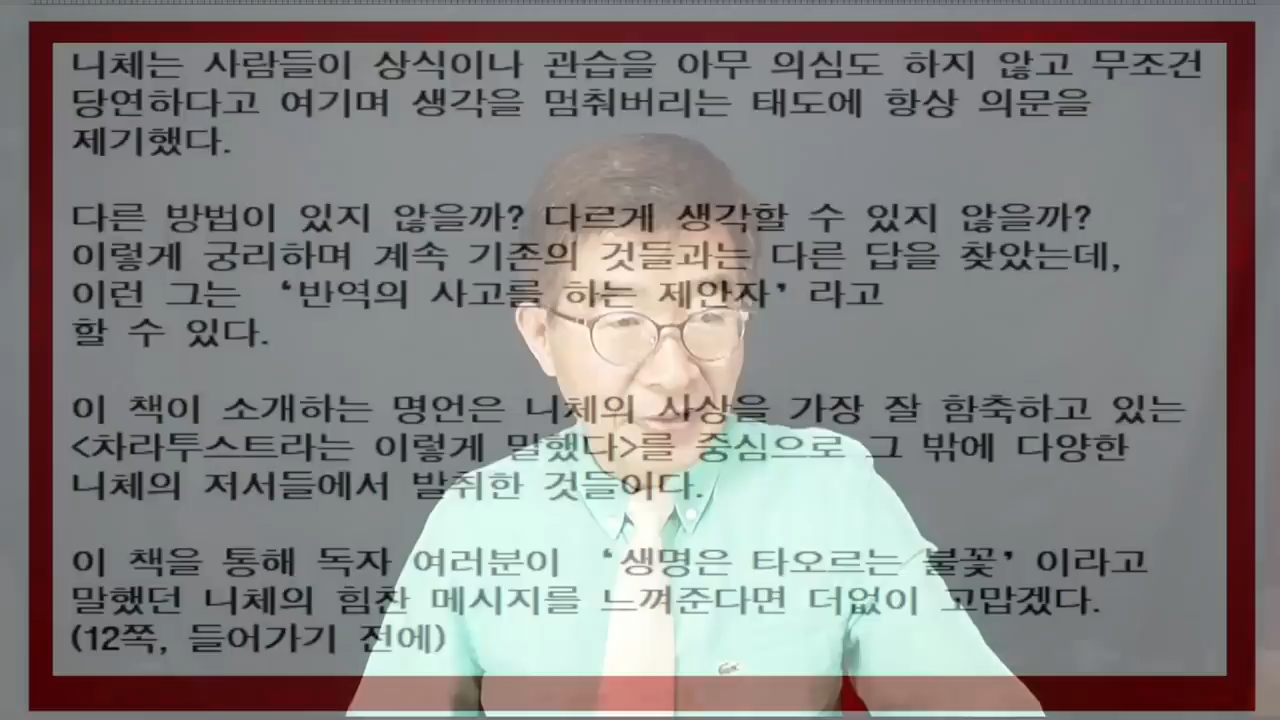 니체는 사람들이 상식이나 관습을 아무 의심도 하지 않고 무조건
당연하다고 여기며 생각을 멈춰버리는 태도에 항상 의문을
제기했다.
다른 방법이 있지 않을까? 다르게 생각할 수 있지 않을까?
이렇게 궁리하며 계속 기존의 것들과는 다른 답을 찾았는데,
이런 그는 ‘반역의 사고를 하는 제안자’ 라고
할 수 있다.
이 책이 소개하는 명언은 니체의 사상을 가장 잘 함축하고 있는
<차라투스트라는 이렇게 말했다>를 중심으로 그 밖에 다양한
니체의 저서들에서 발취한 것들이다.
이 책을 통해 독자 여러분이 ‘생명은 타오르는 불꽃’ 이라고
말했던 니체의 힘찬 메시지를 느껴준다면 더없이 고맙겠다.
(12쪽, 들어가기 전에)